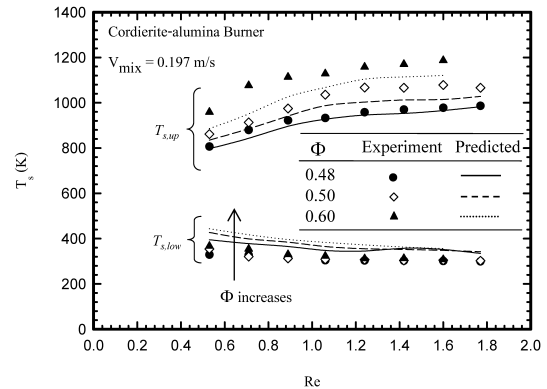 1400
1200
1000
800
600
400
200
0
T_s (K)
Cordierite-alumina Burner
V_mix = 0.197 m/s
T_s,up
Φ Experiment Predicted
0.48
0.50
0.60
T_s,low
Φ increases
0.0 0.2 0.4 0.6 0.8 1.0 1.2 1.4 1.6 1.8 2.0
Re